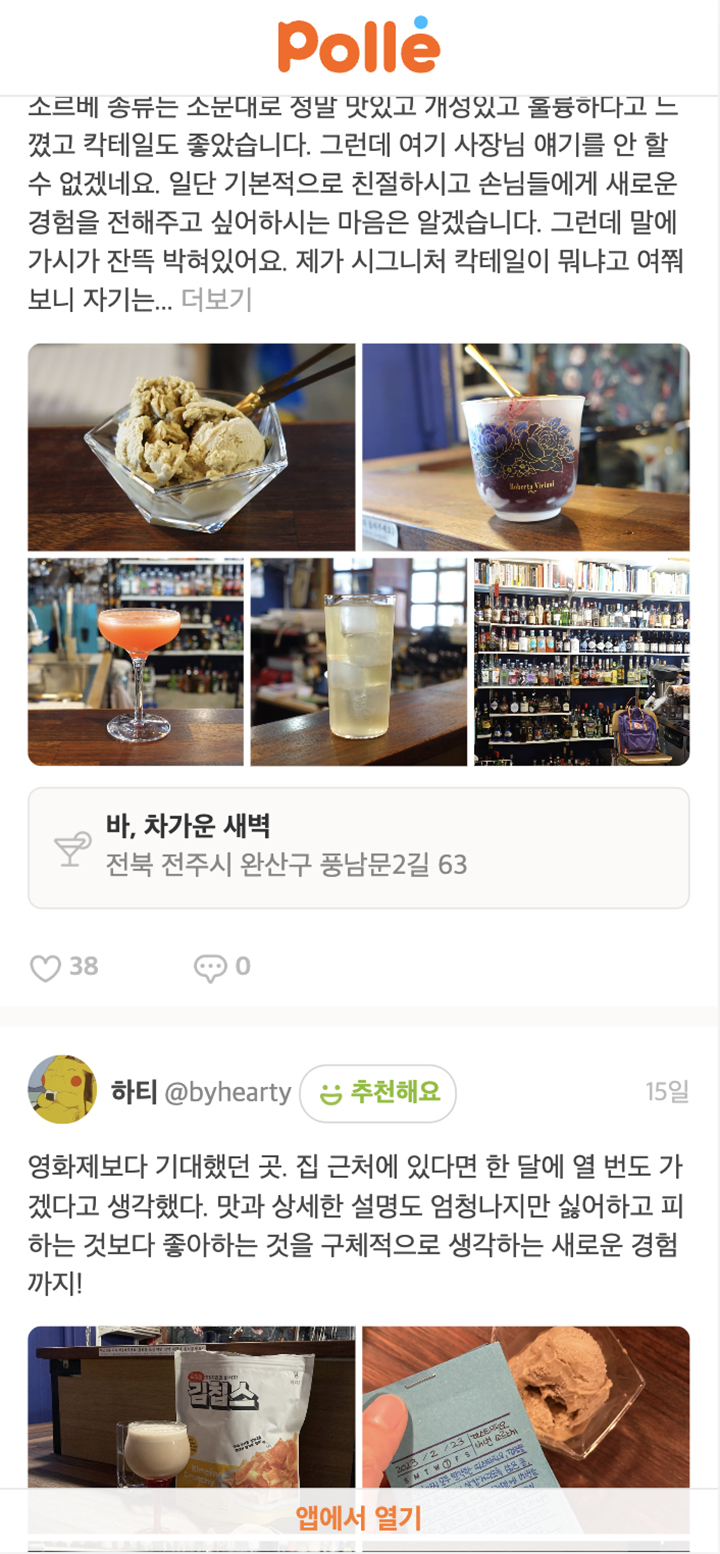 Polle
소르베 종류는 소문대로 정말 맛있고 개성있고 훌륭하다고 느
꼈고 칵테일도 좋았습니다. 그런데 여기 사장님 얘기를 안 할
수 없겠네요. 일단 기본적으로 친절하시고 손님들에게 새로운
경험을 전해주고 싶어하시는 마음은 알겠습니다. 그런데 말에
가시가 잔뜩 박혀있어요. 제가 시그니처 칵테일이 뭐냐고 여쭤
보니 자기는... 더보기
바, 차가운 새벽
전북 전주시 완산구 풍남문2길 63
38
0
하티 @byhearty 추천해요 15일
영화제보다 기대했던 곳. 집 근처에 있다면 한 달에 열 번도 가
겠다고 생각했다. 맛과 상세한 설명도 엄청나지만 싫어하고 피
하는 것보다 좋아하는 것을 구체적으로 생각하는 새로운 경험
까지!
김칩스
2023 / 2 / 23
S M T W T F S
앱에서 열기